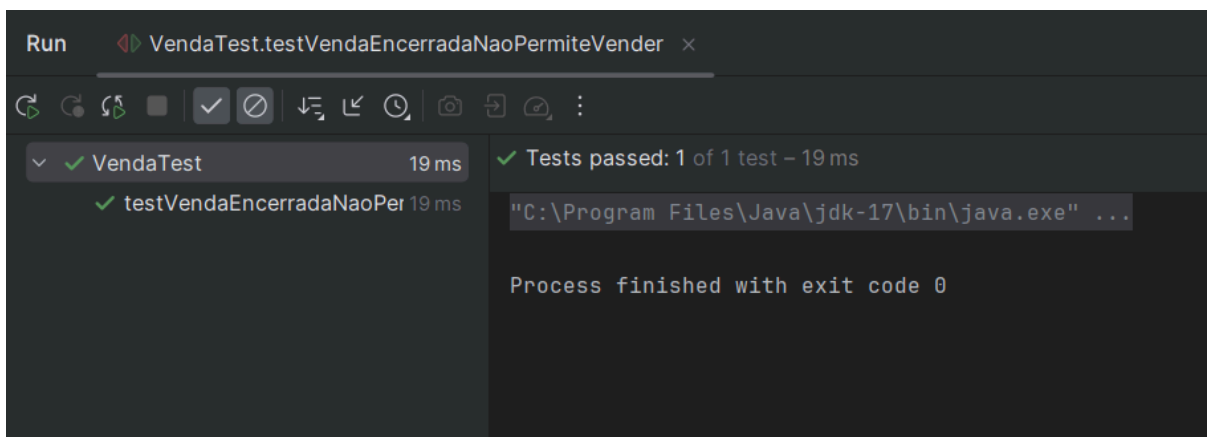 Run VendaTest.testVendaEncerradaNaoPermiteVender ×
VendaTest 19 ms
testVendaEncerradaNaoPer 19 ms
Tests passed: 1 of 1 test – 19 ms
"C:\Program Files\Java\jdk-17\bin\java.exe" ...
Process finished with exit code 0